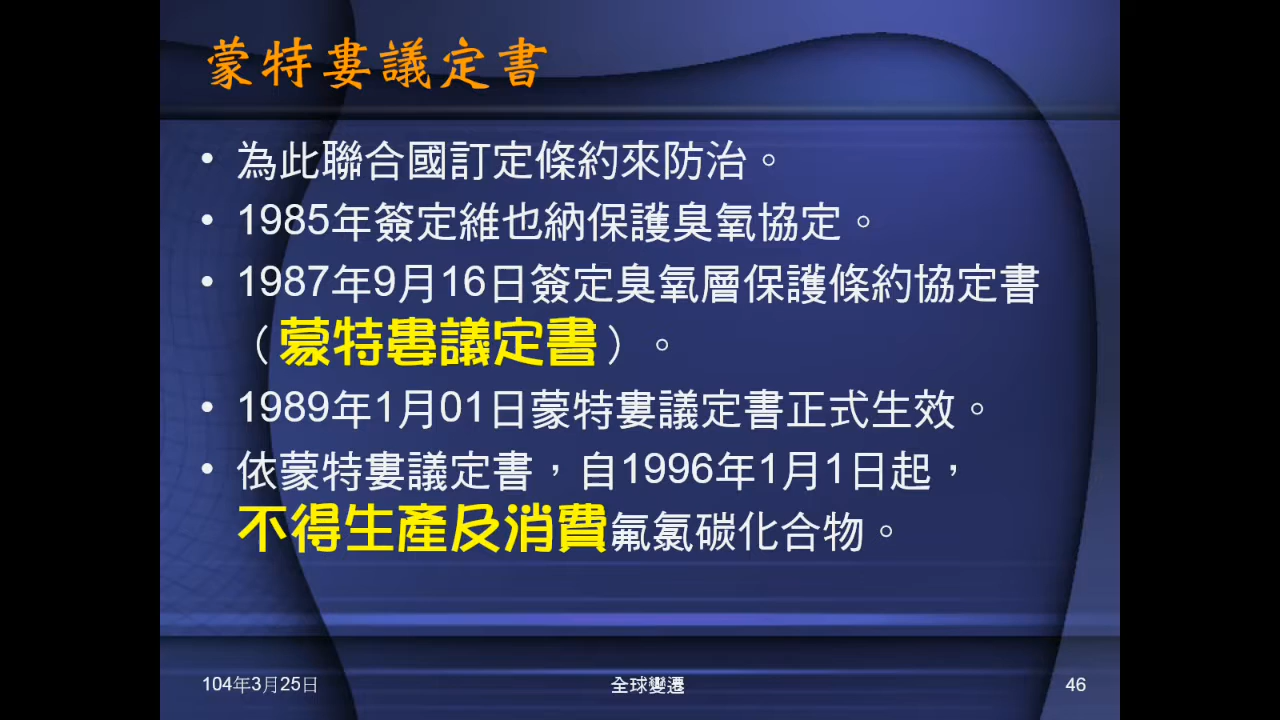 蒙特婁議定書
• 為此聯合國訂定條約來防治。
• 1985年簽定維也納保護臭氧協定。
• 1987年9月16日簽定臭氧層保護條約協定書
（蒙特婁議定書）。
• 1989年1月01日蒙特婁議定書正式生效。
• 依蒙特婁議定書，自1996年1月1日起，
不得生產及消費氟氯碳化合物。
104年3月25日
全球變遷
46